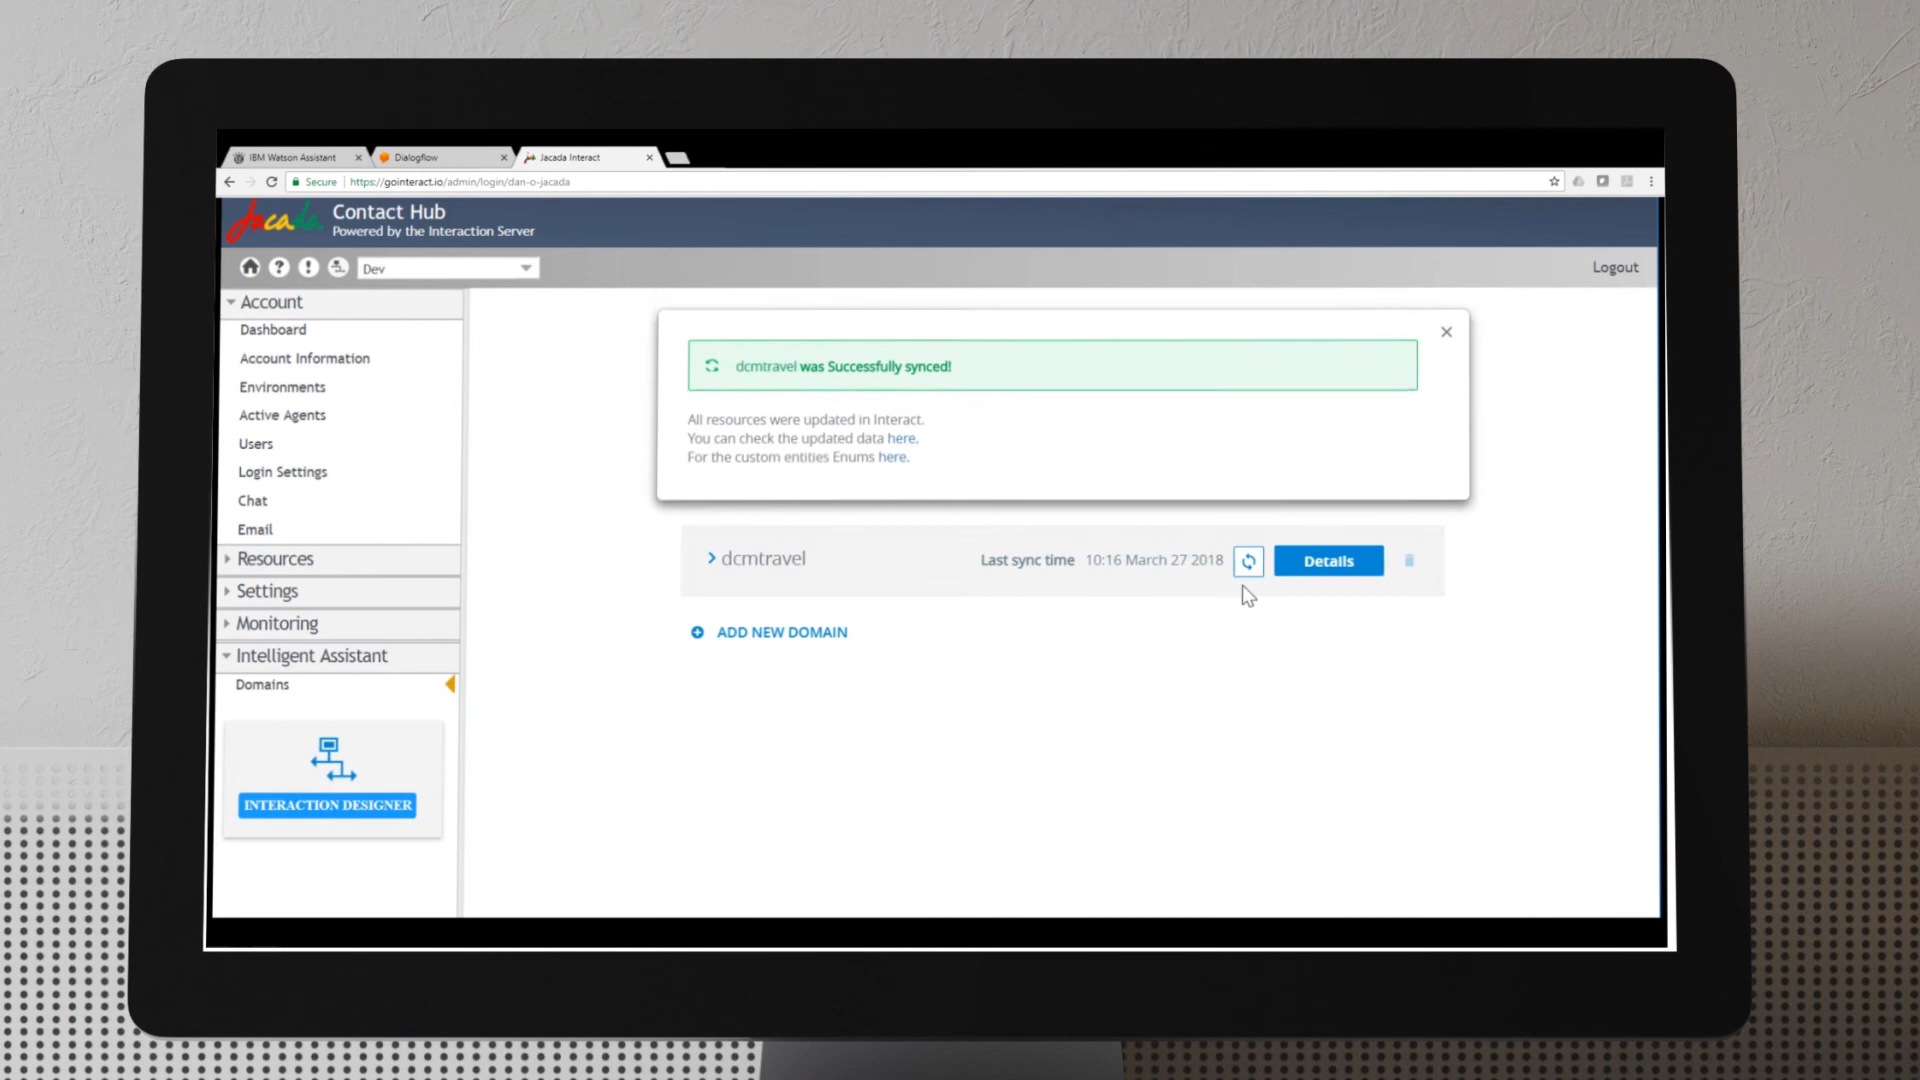 IBM Watson Assistant
Dialogflow
Jacada Interact
Secure
https://gointeract.io/admin/login/dan-o-jacada
Jacada
Contact Hub
Powered by the Interaction Server
Dev
Logout
Account
Dashboard
Account Information
Environments
Active Agents
Users
Login Settings
Chat
Email
Resources
Settings
Monitoring
Intelligent Assistant
Domains
INTERACTION DESIGNER
dcmtravel was Successfully synced!
All resources were updated in Interact.
You can check the updated data here.
For the custom entities Enums here.
dcmtravel
Last sync time 10:16 March 27 2018
Details
ADD NEW DOMAIN